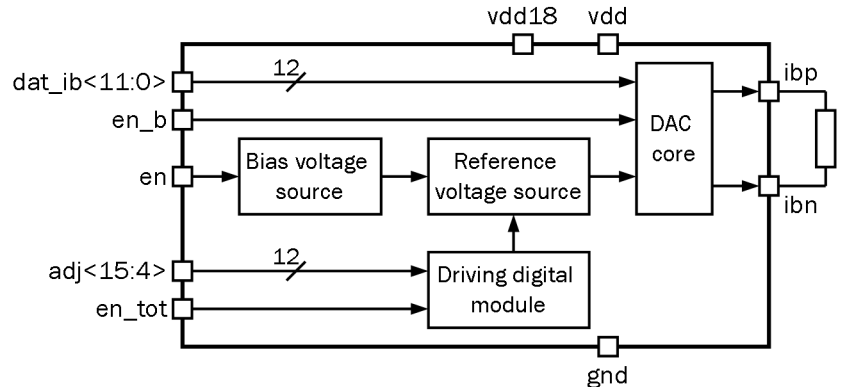 vdd18
vdd
dat_ib<11:0>
12
ibp
en_b
DAC
core
en
Bias voltage
source
Reference
voltage source
ibn
adj<15:4>
12
Driving digital
module
en_tot
gnd